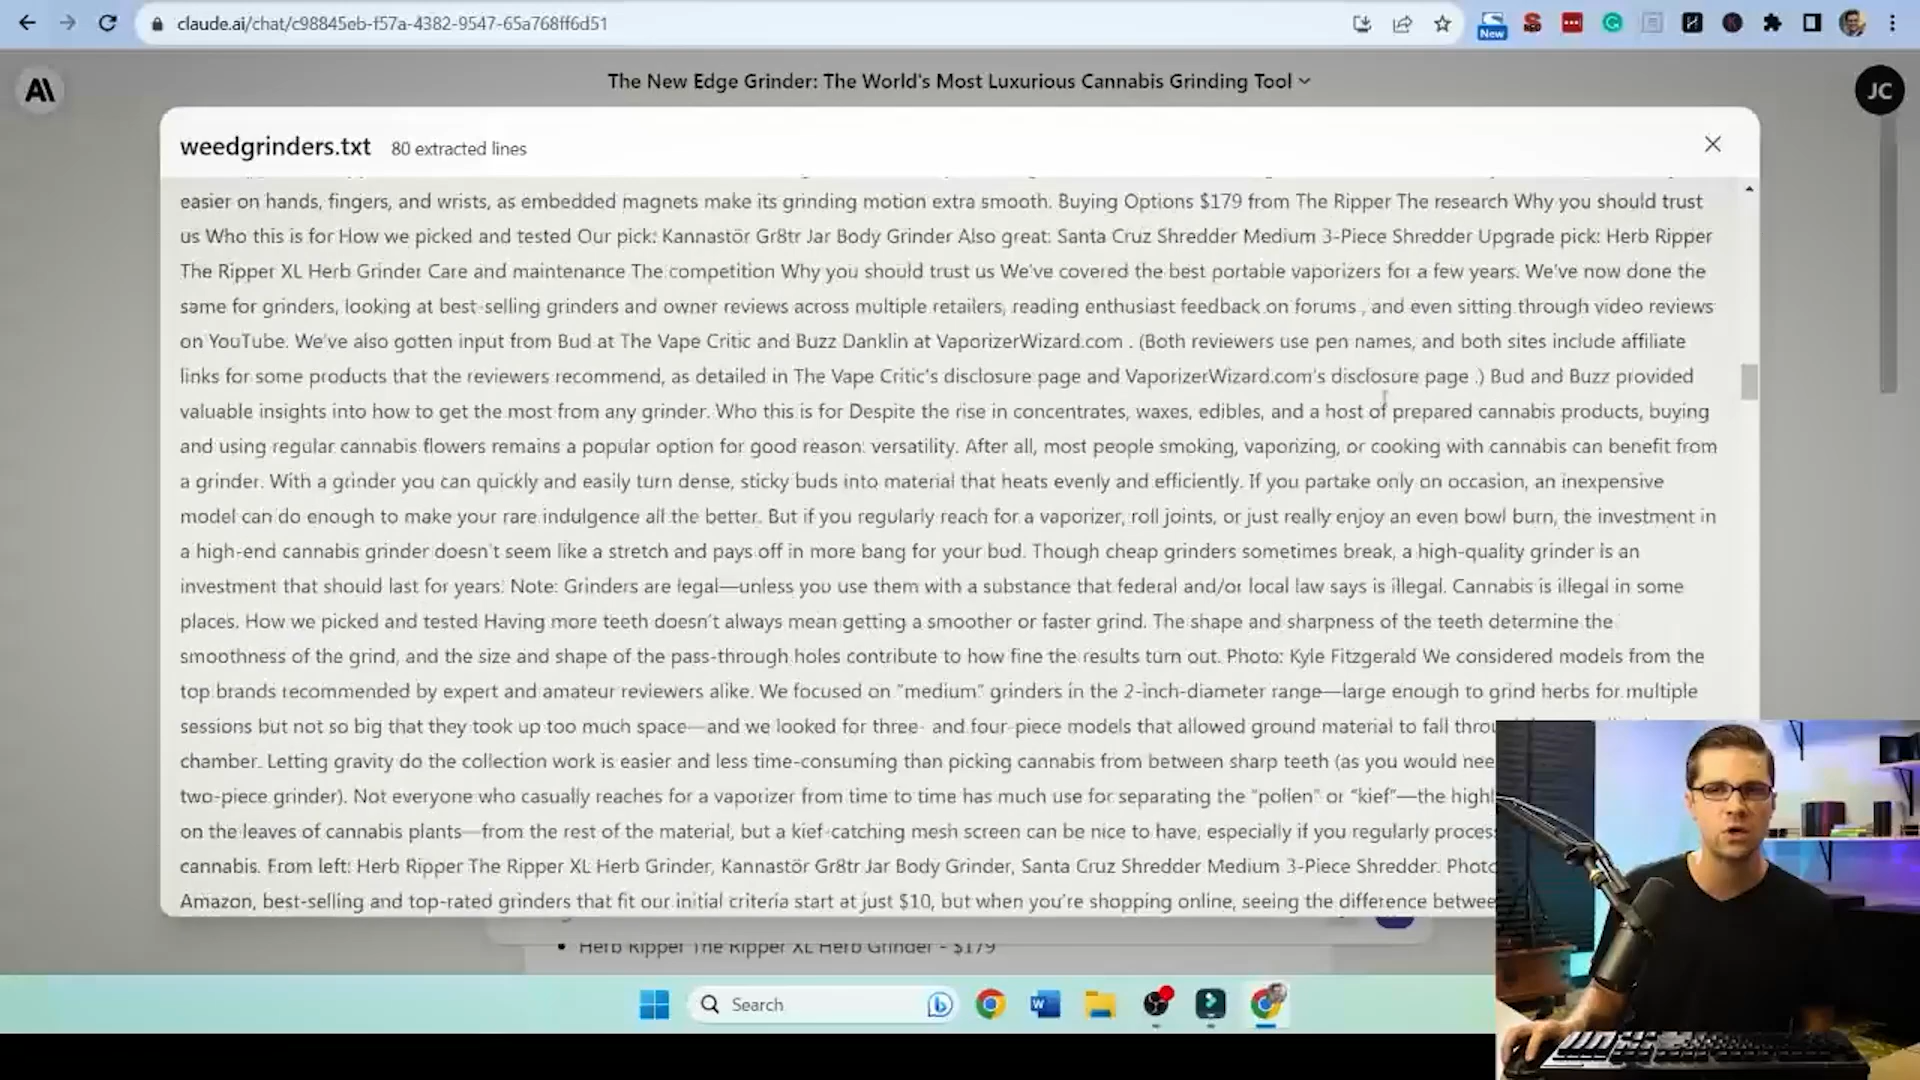 claude.ai/chat/c98845eb-f57a-4382-9547-65a768ff6d51
New
The New Edge Grinder: The World's Most Luxurious Cannabis Grinding Tool
JC
weedgrinders.txt 80 extracted lines
easier on hands, fingers, and wrists, as embedded magnets make its grinding motion extra smooth. Buying Options $179 from The Ripper The research Why you should trust
us Who this is for How we picked and tested Our pick: Kannastör Gr8tr Jar Body Grinder Also great: Santa Cruz Shredder Medium 3-Piece Shredder Upgrade pick: Herb Ripper
The Ripper XL Herb Grinder Care and maintenance The competition Why you should trust us We've covered the best portable vaporizers for a few years. We've now done the
same for grinders, looking at best-selling grinders and owner reviews across multiple retailers, reading enthusiast feedback on forums , and even sitting through video reviews
on YouTube. We've also gotten input from Bud at The Vape Critic and Buzz Danklin at VaporizerWizard.com . (Both reviewers use pen names, and both sites include affiliate
links for some products that the reviewers recommend, as detailed in The Vape Critic's disclosure page and VaporizerWizard.com's disclosure page .) Bud and Buzz provided
valuable insights into how to get the most from any grinder. Who this is for Despite the rise in concentrates, waxes, edibles, and a host of prepared cannabis products, buying
and using regular cannabis flowers remains a popular option for good reason: versatility. After all, most people smoking, vaporizing, or cooking with cannabis can benefit from
a grinder. With a grinder you can quickly and easily turn dense, sticky buds into material that heats evenly and efficiently. If you partake only on occasion, an inexpensive
model can do enough to make your rare indulgence all the better. But if you regularly reach for a vaporizer, roll joints, or just really enjoy an even bowl burn, the investment in
a high-end cannabis grinder doesn't seem like a stretch and pays off in more bang for your bud. Though cheap grinders sometimes break, a high-quality grinder is an
investment that should last for years. Note: Grinders are legal—unless you use them with a substance that federal and/or local law says is illegal. Cannabis is illegal in some
places. How we picked and tested Having more teeth doesn't always mean getting a smoother or faster grind. The shape and sharpness of the teeth determine the
smoothness of the grind, and the size and shape of the pass-through holes contribute to how fine the results turn out. Photo: Kyle Fitzgerald We considered models from the
top brands recommended by expert and amateur reviewers alike. We focused on "medium" grinders in the 2-inch-diameter range—large enough to grind herbs for multiple
sessions but not so big that they took up too much space—and we looked for three- and four-piece models that allowed ground material to fall
chamber. Letting gravity do the collection work is easier and less time-consuming than picking cannabis from between sharp teeth (as you would
two-piece grinder). Not everyone who casually reaches for a vaporizer from time to time has much use for separating the "pollen" or "kief"—the
on the leaves of cannabis plants—from the rest of the material, but a kief-catching mesh screen can be nice to have, especially if you regularly
cannabis. From left: Herb Ripper The Ripper XL Herb Grinder, Kannastör Gr8tr Jar Body Grinder, Santa Cruz Shredder Medium 3-Piece Shredder.
Amazon, best-selling and top-rated grinders that fit our initial criteria start at just $10, but when you're shopping online, seeing the difference
Herb Ripper The Ripper XL Herb Grinder - $179
Search